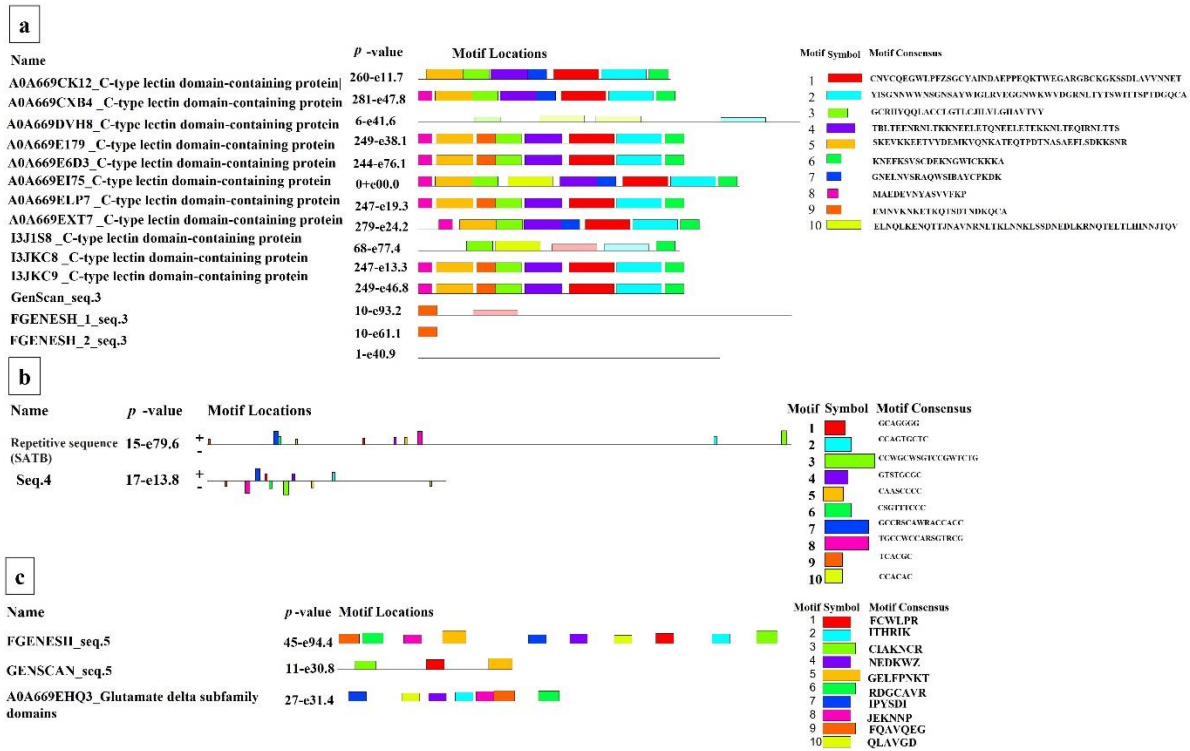 a
Name
p -value
Motif Locations
Motif Symbol Motif Consensus
A0A669CK12_C-type lectin domain-containing protein|
260-e11.7
A0A669CXB4 _C-type lectin domain-containing protein
281-e47.8
A0A669DVH8_C-type lectin domain-containing protein
6-e41.6
A0A669E179 _C-type lectin domain-containing protein
249-e38.1
A0A669E6D3_C-type lectin domain-containing protein
244-e76.1
A0A669EI75_C-type lectin domain-containing protein
0+e00.0
A0A669ELP7_C-type lectin domain-containing protein
247-e19.3
A0A669EXT7_C-type lectin domain-containing protein
279-e24.2
I3J1S8 _C-type lectin domain-containing protein
68-e77.4
I3JKC8 _C-type lectin domain-containing protein
247-e13.3
I3JKC9 _C-type lectin domain-containing protein
249-e46.8
GenScan_seq.3
10-e93.2
FGENESH_1_seq.3
10-e61.1
FGENESH_2_seq.3
1-e40.9
1 CNVCQEGWLPFZSGCYAINDAEPPEQKTWEGARGBCKGKSSDLAVVNNET
2 YISGNNWWNSGNSAYWIGLRVEGGNWKWVDGRNLTYTSWITTSPTDGQCA
3
4 TBLTEENRNLTKKNEELETQNEELETEKKNLTEQIRNLTTS
5 SKEVKKEETVYDEMKVQNKATEQTPDTNASAEFLSDKKSNR
6 KNEFKSVSCDEKNGWICKKKA
7 GNELNVSRAQWSIBAYCPKDK
8 MAEDEVNYASVVFKP
9 EMNVKNKETKQTSDTNDKQCA
10 ELNQLKENQTTJNAVNRNLTKLNNKLSSDNEDLKRNQTELTLHINNJTQV
b
Name
p -value
Motif Locations
Motif Symbol Motif Consensus
Repetitive sequence (SATB)
+
-
15-e79.6
Seq.4
+
-
17-e13.8
1 GCAGGGG
2 CCAGTGCTC
3 CCWGCWSGTCCGWTCTG
4 GTSTGCGC
5 CAASCCCC
6 CSGTTTCCC
7 GCCRSCAWRACCACC
8 TGCCWCCARSGTRCG
9 TCACGC
10 CCACAC
c
Name
p -value
Motif Locations
Motif Symbol Motif Consensus
FGENESH_seq.5
45-e94.4
GENSCAN_seq.5
11-e30.8
A0A669EHQ3_Glutamate delta subfamily
domains
27-e31.4
1 FCWLPR
2 ITHRIK
3 CIAKNCR
4 NEDKWZ
5 GELFPNKT
6 RDGCAVR
7 IPYSDI
8 JEKNNP
9 FQAVQEG
10 QLAVGD